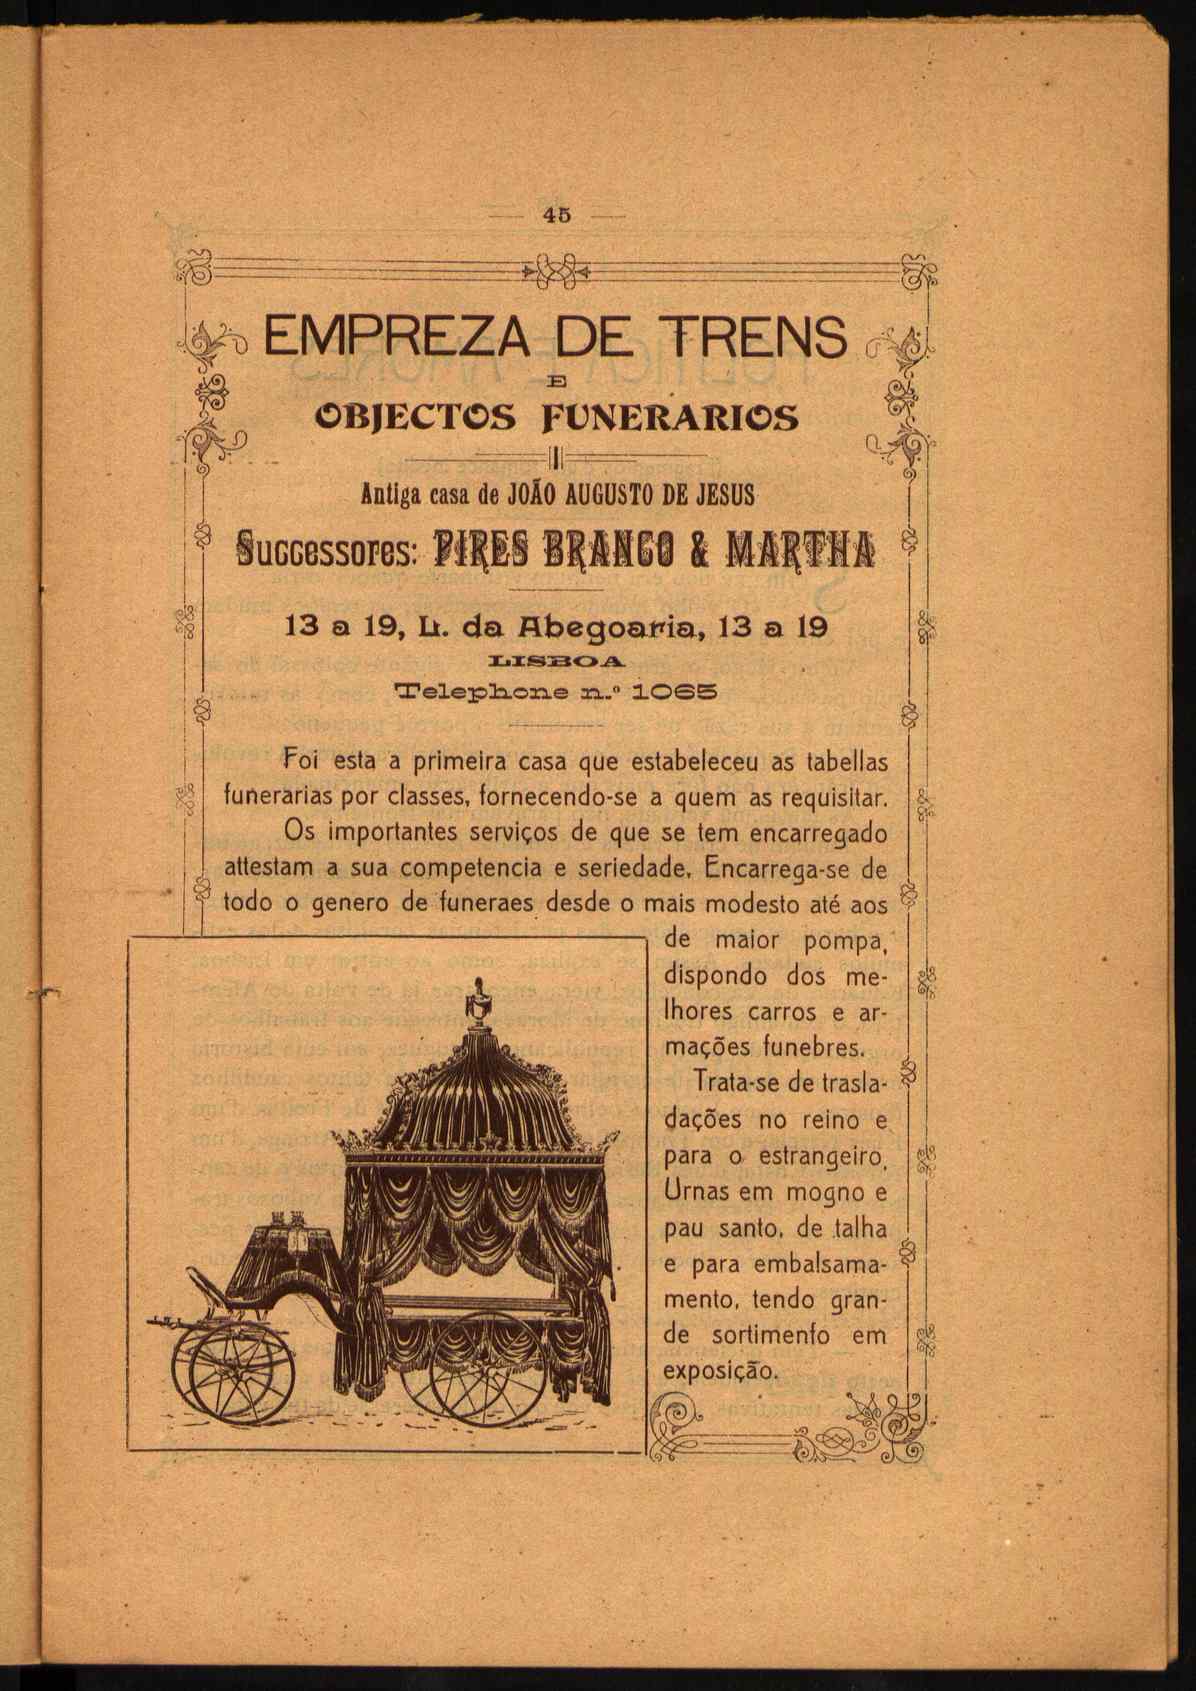 — 45 —
EMPREZA DE TRENS
E
OBJECTOS FUNERARIOS
Antiga casa de JOÃO AUGUSTO DE JESUS
Successores: PIRES BRANCO & MARTHA
13 a 19, L. da Abegoaria, 13 a 19
LISBOA
Telephone n.º 1065
Foi esta a primeira casa que estabeleceu as tabellas
funerarias por classes, fornecendo-se a quem as requisitar.
Os importantes serviços de que se tem encarregado
attestam a sua competencia e seriedade. Encarrega-se de
todo o genero de funeraes desde o mais modesto até aos
de maior pompa,
dispondo dos me-
lhores carros e ar-
mações funebres.
Trata-se de trasla-
dações no reino e
para o estrangeiro,
Urnas em mogno e
pau santo, de talha
e para embalsama-
mento, tendo gran-
de sortimento em
exposição.